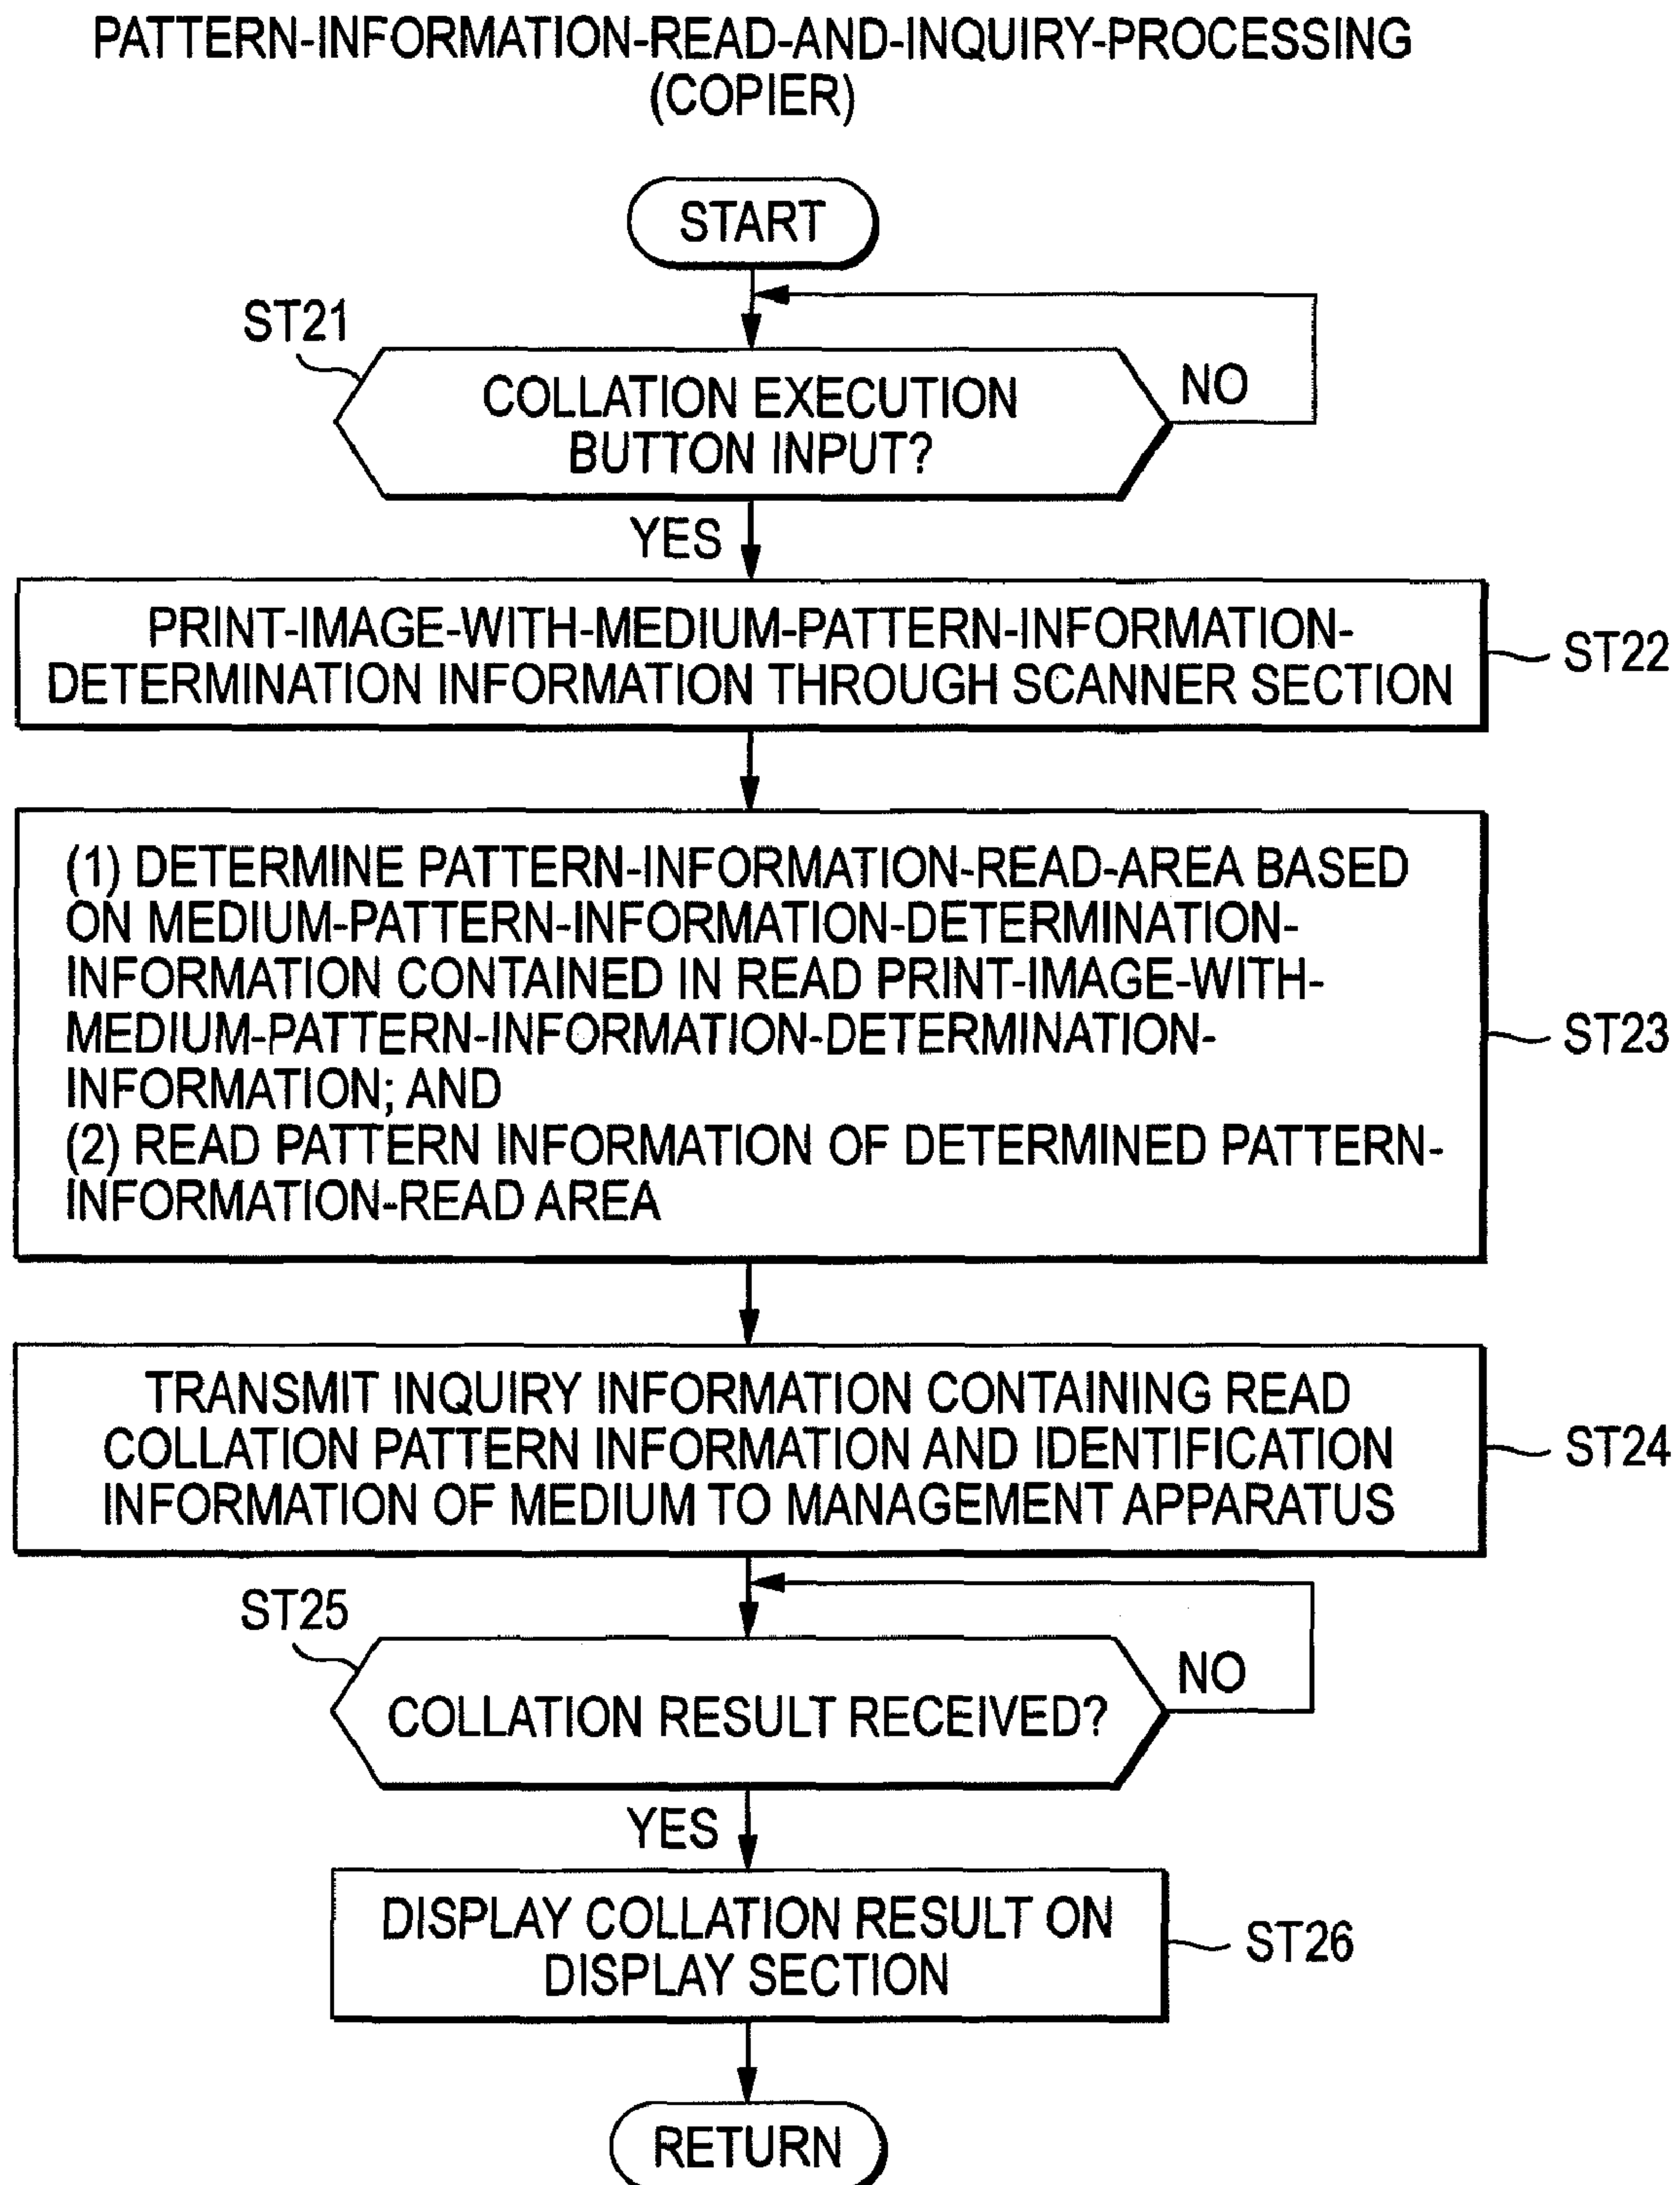 PATTERN-INFORMATION-READ-AND-INQUIRY-PROCESSING
(COPIER)
START
ST21
COLLATION EXECUTION
BUTTON INPUT?
NO
YES
PRINT-IMAGE-WITH-MEDIUM-PATTERN-INFORMATION-
DETERMINATION INFORMATION THROUGH SCANNER SECTION
ST22
(1) DETERMINE PATTERN-INFORMATION-READ-AREA BASED
ON MEDIUM-PATTERN-INFORMATION-DETERMINATION-
INFORMATION CONTAINED IN READ PRINT-IMAGE-WITH-
MEDIUM-PATTERN-INFORMATION-DETERMINATION-
INFORMATION; AND
(2) READ PATTERN INFORMATION OF DETERMINED PATTERN-
INFORMATION-READ AREA
ST23
TRANSMIT INQUIRY INFORMATION CONTAINING READ
COLLATION PATTERN INFORMATION AND IDENTIFICATION
INFORMATION OF MEDIUM TO MANAGEMENT APPARATUS
ST24
ST25
COLLATION RESULT RECEIVED?
NO
YES
DISPLAY COLLATION RESULT ON
DISPLAY SECTION
ST26
RETURN